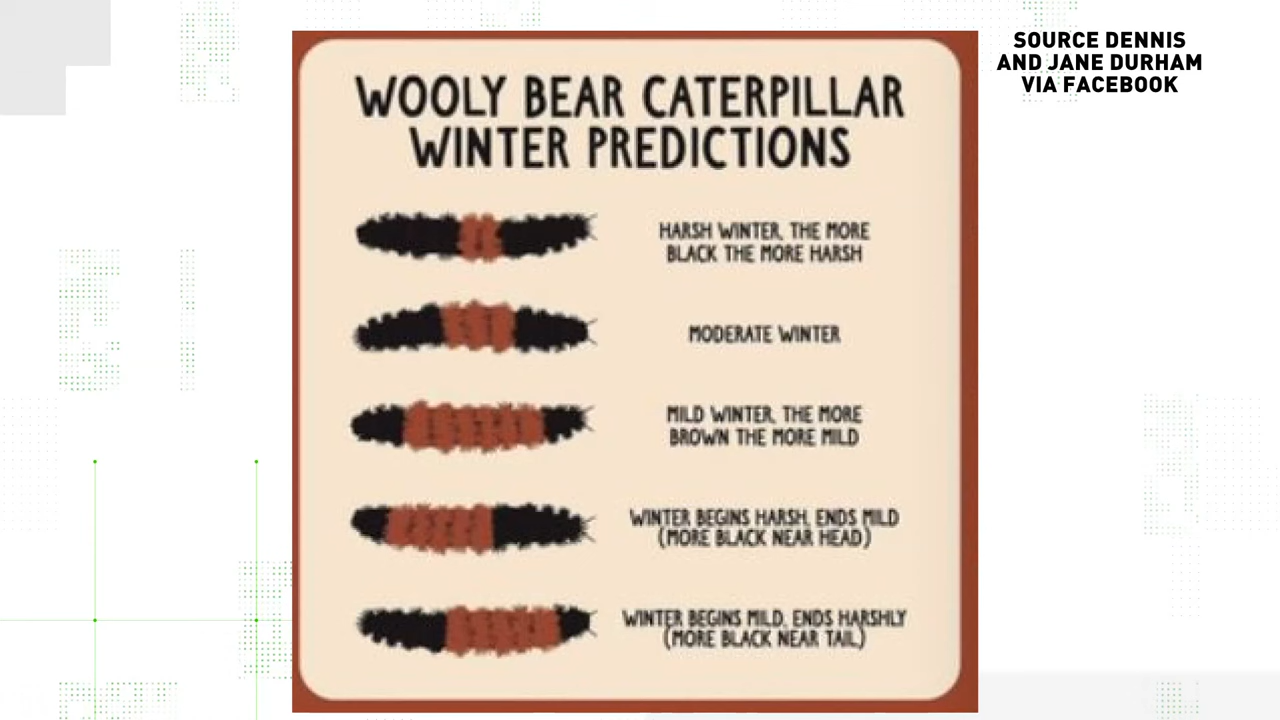 SOURCE DENNIS
AND JANE DURHAM
VIA FACEBOOK
WOOLY BEAR CATERPILLAR
WINTER PREDICTIONS
HARSH WINTER, THE MORE
BLACK THE MORE HARSH
MODERATE WINTER
MILD WINTER, THE MORE
BROWN THE MORE MILD
WINTER BEGINS HARSH, ENDS MILD
(MORE BLACK NEAR HEAD)
WINTER BEGINS MILD, ENDS HARSHLY
(MORE BLACK NEAR TAIL)